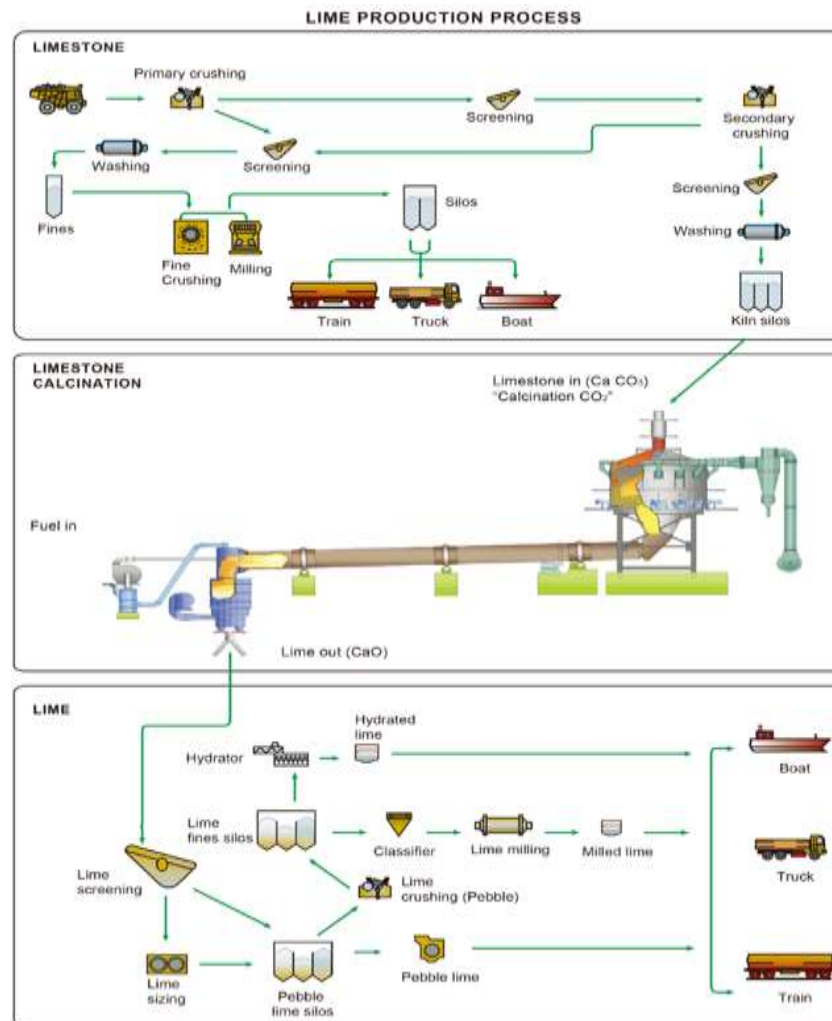 LIME PRODUCTION PROCESS
LIMESTONE
Primary crushing
Screening
Secondary
crushing
Washing
Screening
Screening
Fines
Silos
Washing
Fine
Crushing
Milling
Train
Truck
Boat
Kiln silos
LIMESTONE
CALCINATION
Limestone in (Ca CO₃)
"Calcination CO₂"
Fuel in
Lime out (CaO)
LIME
Hydrated
lime
Hydrator
Boat
Lime
fines silos
Classifier
Lime milling
Milled lime
Truck
Lime
screening
Lime
crushing (Pebble)
Pebble lime
Lime
sizing
Pebble
lime silos
Train